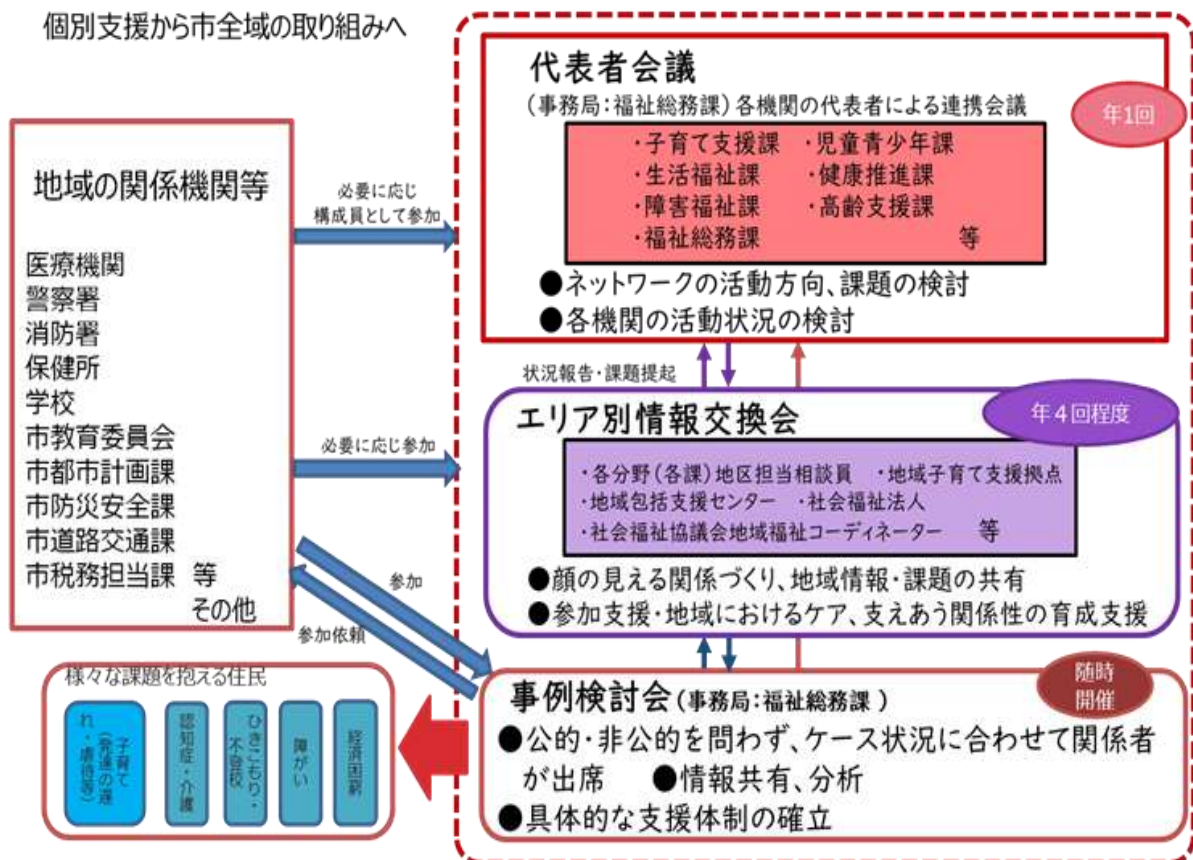 個別支援から市全域の取り組みへ
地域の関係機関等
医療機関
警察署
消防署
保健所
学校
市教育委員会
市都市計画課
市防災安全課
市道路交通課
市税務担当課 等
その他
必要に応じ
構成員として参加
必要に応じ参加
参加
参加依頼
代表者会議
(事務局:福祉総務課)各機関の代表者による連携会議
年1回
・子育て支援課 ・児童青少年課
・生活福祉課 ・健康推進課
・障害福祉課 ・高齢支援課
・福祉総務課 等
●ネットワークの活動方向、課題の検討
●各機関の活動状況の検討
状況報告・課題提起
エリア別情報交換会
年4回程度
・各分野(各課)地区担当相談員 ・地域子育て支援拠点
・地域包括支援センター ・社会福祉法人
・社会福祉協議会地域福祉コーディネーター 等
●顔の見える関係づくり、地域情報・課題の共有
●参加支援・地域におけるケア、支えあう関係性の育成支援
事例検討会(事務局:福祉総務課)
随時
開催
●公的・非公的を問わず、ケース状況に合わせて関係者
が出席 ●情報共有、分析
●具体的な支援体制の確立
様々な課題を抱える住民
子育て
(発達の遅
れ・虐待等)
認知症・介護
ひきこもり・
不登校
障がい
経済困窮